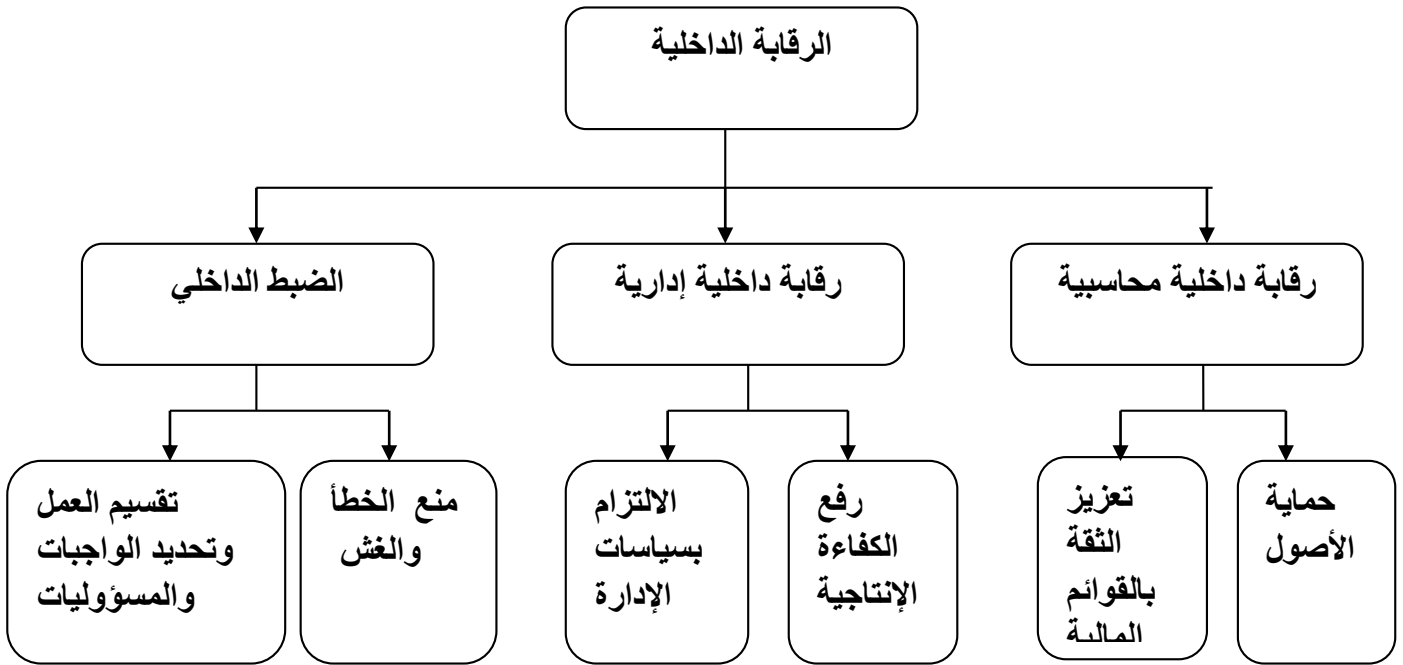 الرقابة الداخلية
رقابة داخلية محاسبية
رقابة داخلية إدارية
الضبط الداخلي
حماية
الأصول
تعزيز
الثقة
بالقوائم
المالية
رفع
الكفاءة
الإنتاجية
الالتزام
بسياسات
الإدارة
منع الخطأ
والغش
تقسيم العمل
وتحديد الواجبات
والمسؤوليات